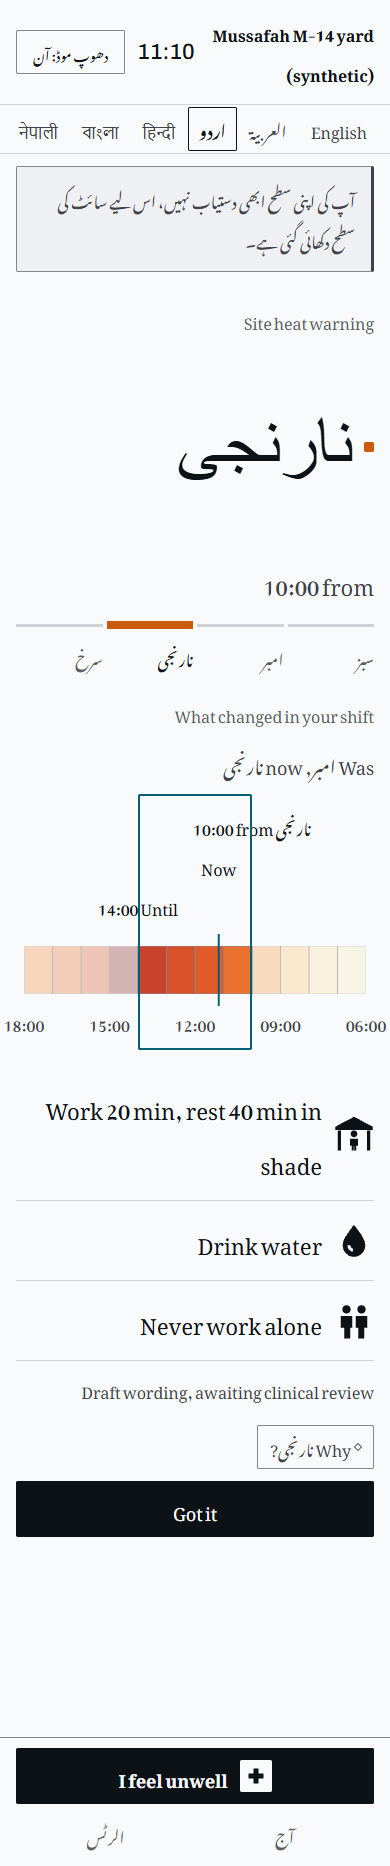 Mussafah M-14 yard
(synthetic)
11:10
دھوپ موڈ: آن
English
العربية
اردو
हिन्दी
বাংলা
नेपाली
آپ کی اپنی سطح ابھی دستیاب نہیں، اس لیے سائٹ کی
سطح دکھائی گئی ہے۔
Site heat warning
نارنجی
10:00 from
سبز
امبر
نارنجی
سرخ
What changed in your shift
Was امبر, now نارنجی
نارنجی from 10:00
Now
Until 14:00
06:00
09:00
12:00
15:00
18:00
Work 20 min, rest 40 min in
shade
Drink water
Never work alone
Draft wording, awaiting clinical review
Why نارنجی?
Got it
I feel unwell
آج
الرٹس